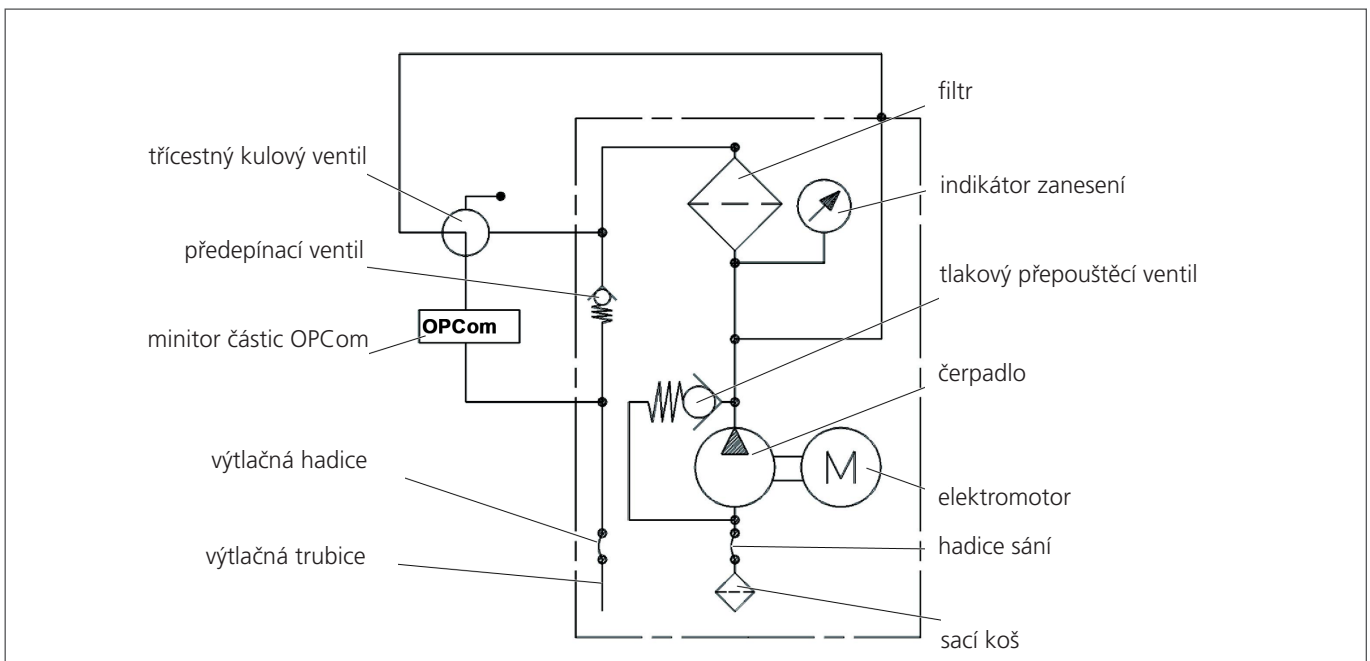 filtr
třícestný kulový ventil
indikátor zanesení
předepínací ventil
tlakový přepouštěcí ventil
OPCom
minitor částic OPCom
čerpadlo
výtlačná hadice
M
elektromotor
hadice sání
výtlačná trubice
sací koš